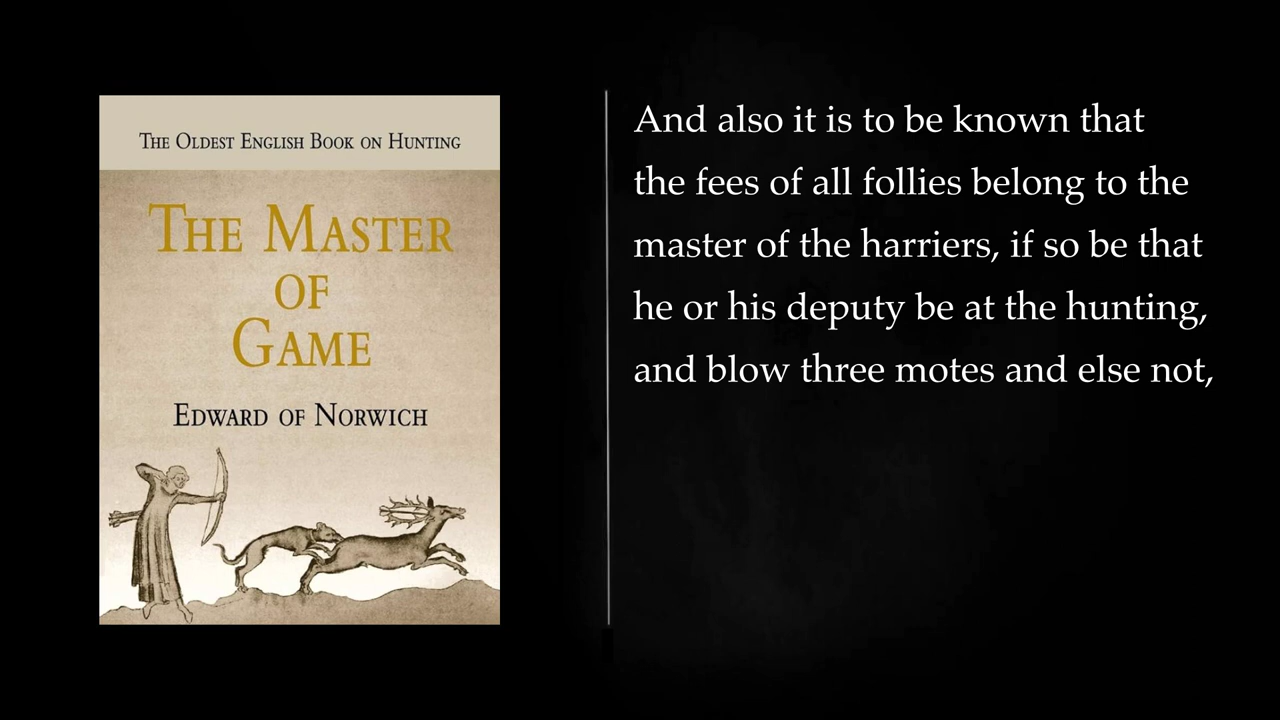 The Oldest English Book on Hunting
The Master
of
Game
Edward of Norwich
And also it is to be known that
the fees of all follies belong to the
master of the harriers, if so be that
he or his deputy be at the hunting,
and blow three motes and else not,